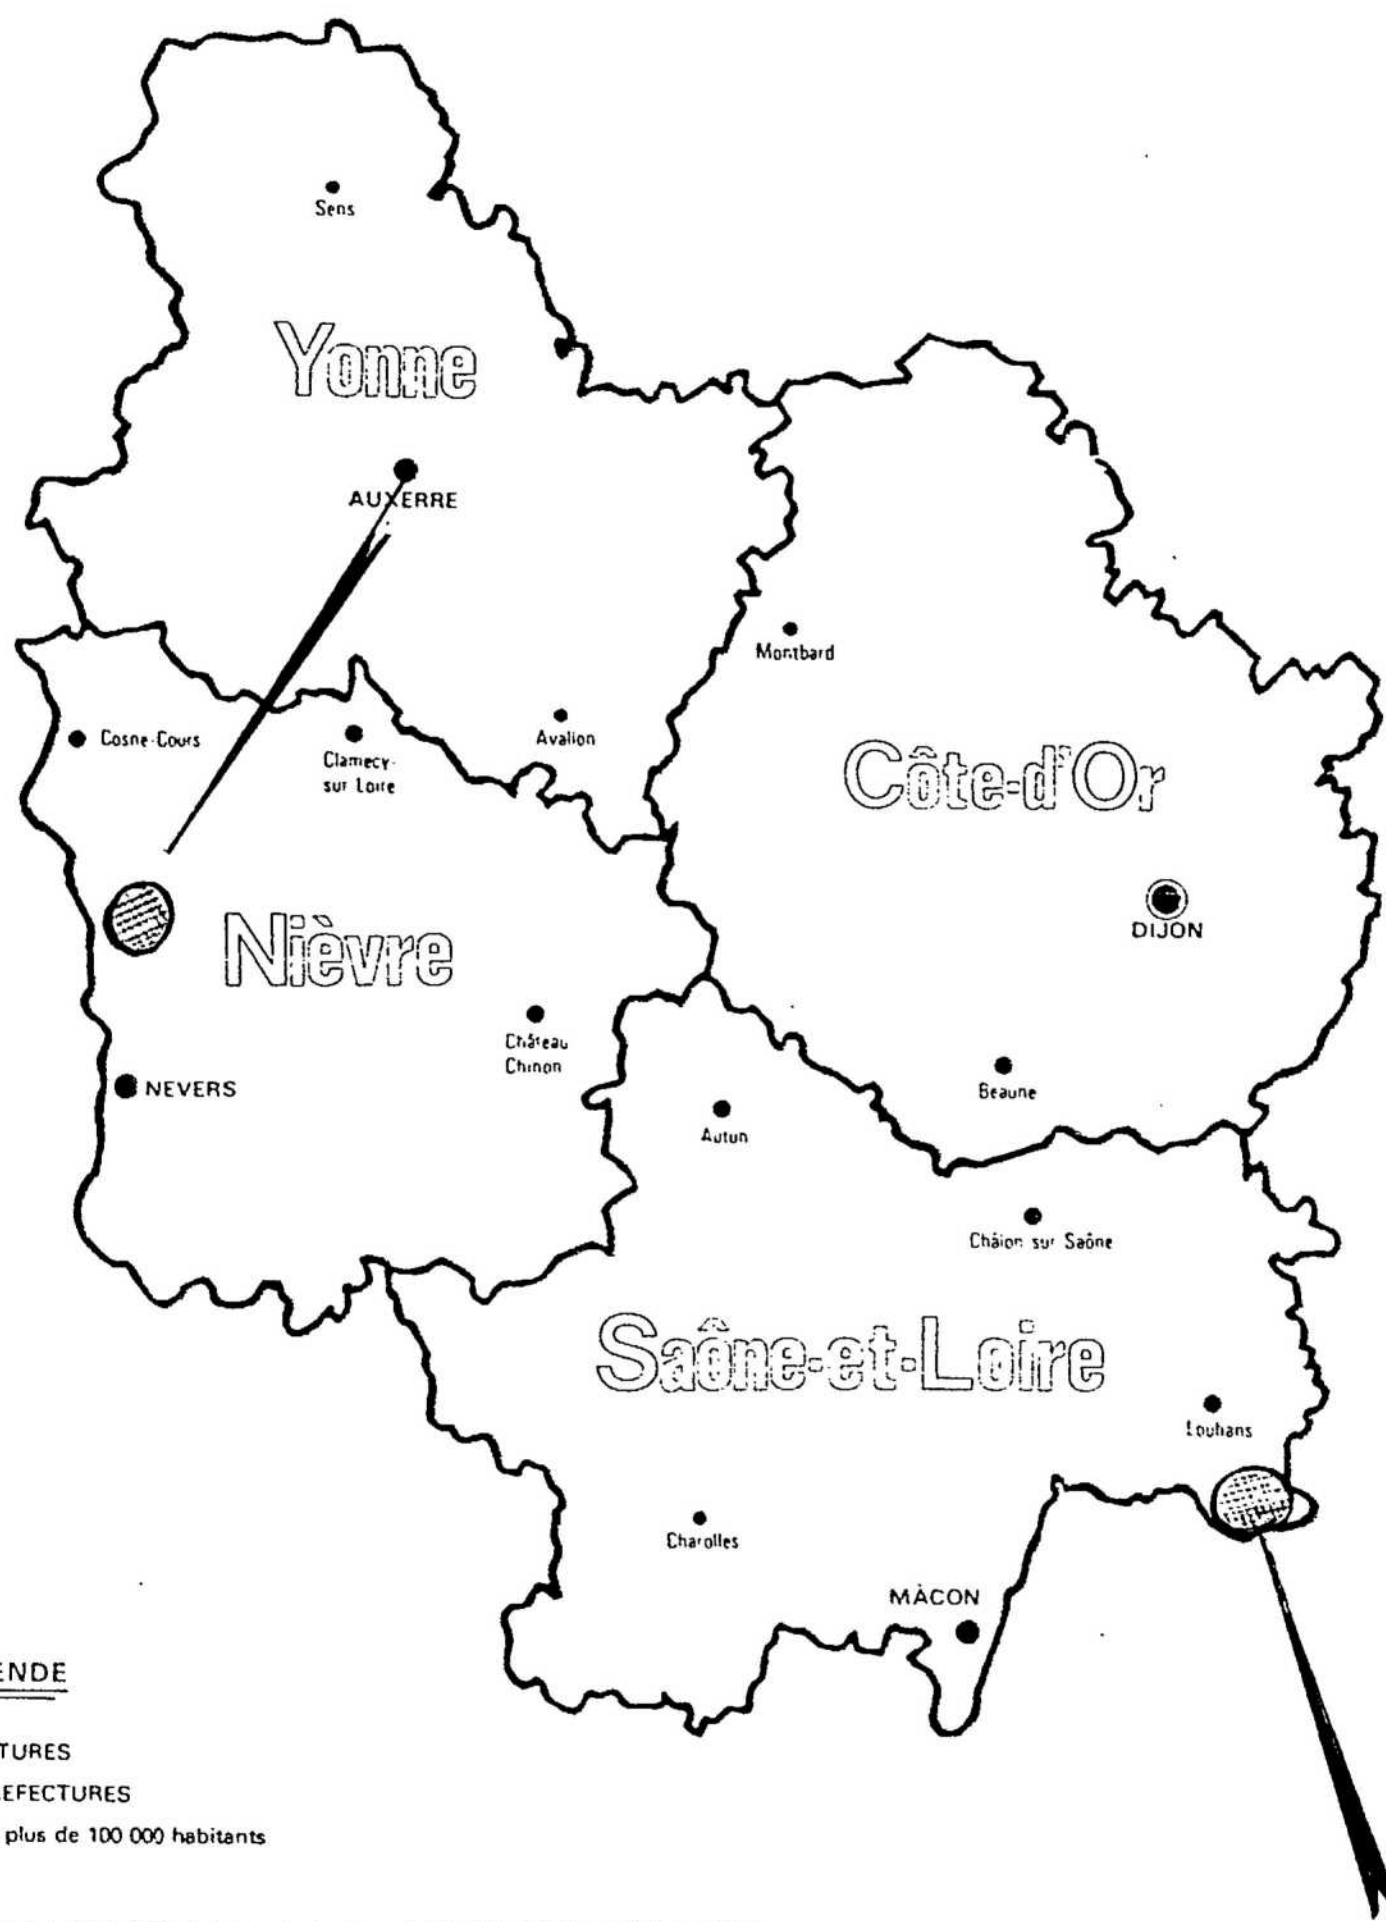 Sens
Yonne
AUXERRE
Montbard
Cosne-Cours
Clamecy-
sur Loire
Avallon
Côte-d'Or
DIJON
Nièvre
Château
Chinon
NEVERS
Beaune
Autun
Châlon sur Saône
Saône-et-Loire
Louhans
Charolles
MÂCON
ENDE
TURES
EFECTURES
plus de 100 000 habitants